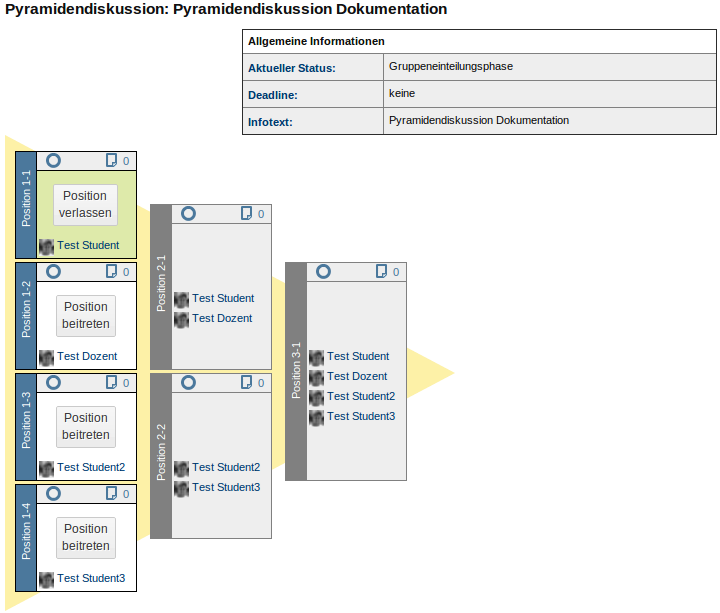 Pyramidendiskussion: Pyramidendiskussion Dokumentation
Allgemeine Informationen
Aktueller Status: Gruppeneinteilungsphase
Deadline: keine
Infotext: Pyramidendiskussion Dokumentation
Position 1-1
0
Position
verlassen
Test Student
Position 1-2
0
Position
beitreten
Test Dozent
Position 1-3
0
Position
beitreten
Test Student2
Position 1-4
0
Position
beitreten
Test Student3
Position 2-1
0
Test Student
Test Dozent
Position 2-2
0
Test Student2
Test Student3
Position 3-1
0
Test Student
Test Dozent
Test Student2
Test Student3